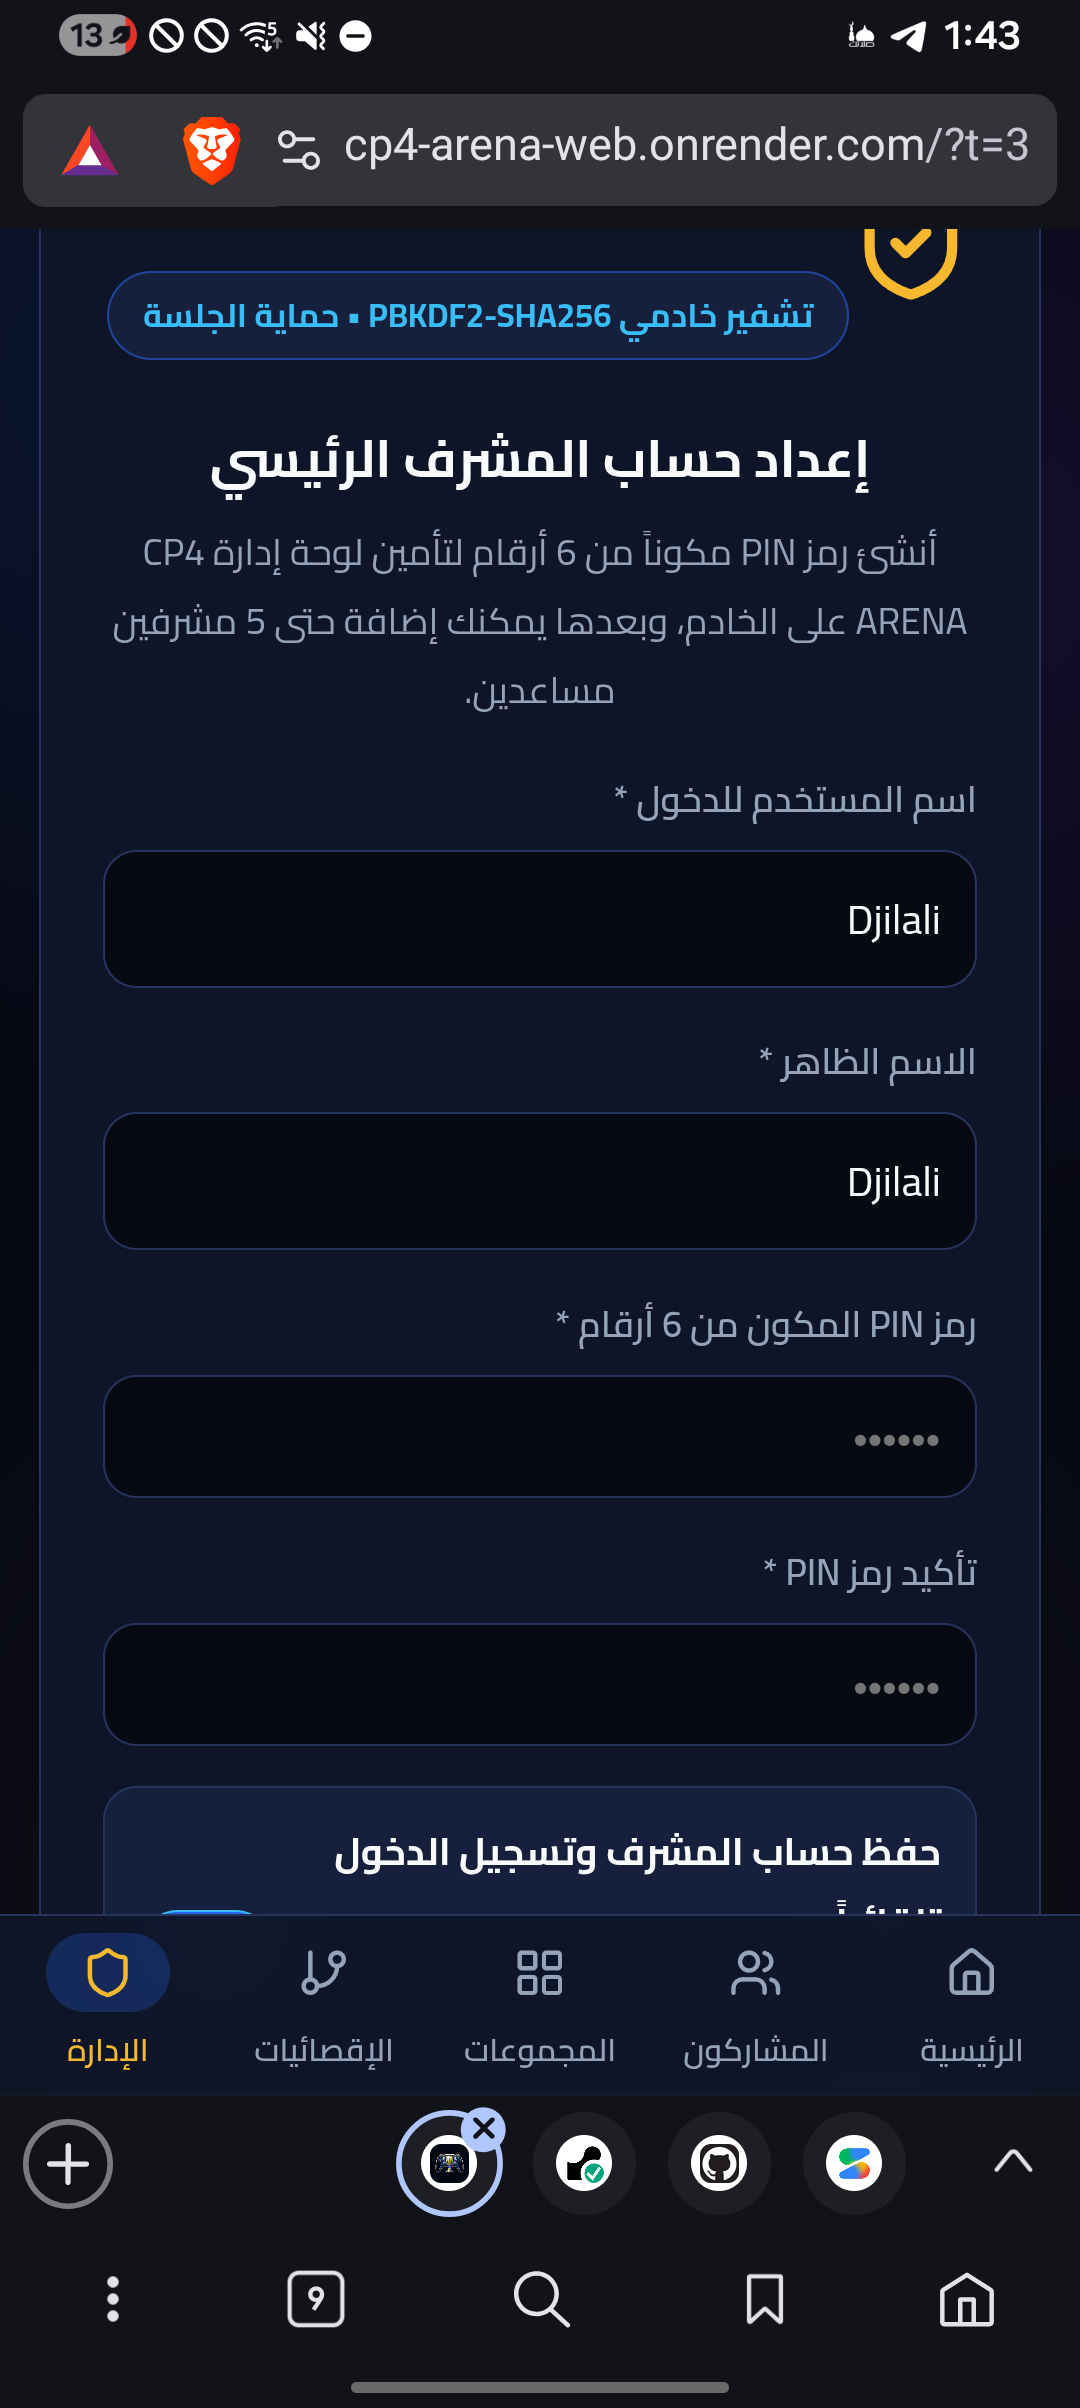 13
5
1:43
cp4-arena-web.onrender.com/?t=3
تشفير خادمي PBKDF2-SHA256 • حماية الجلسة
إعداد حساب المشرف الرئيسي
أنشئ رمز PIN مكوناً من 6 أرقام لتأمين لوحة إدارة CP4
ARENA على الخادم، وبعدها يمكنك إضافة حتى 5 مشرفين
مساعدين.
اسم المستخدم للدخول *
Djilali
الاسم الظاهر *
Djilali
رمز PIN المكون من 6 أرقام *
••••••
تأكيد رمز PIN *
••••••
حفظ حساب المشرف وتسجيل الدخول
الرئيسية
المشاركون
المجموعات
الإقصائيات
الإدارة
9